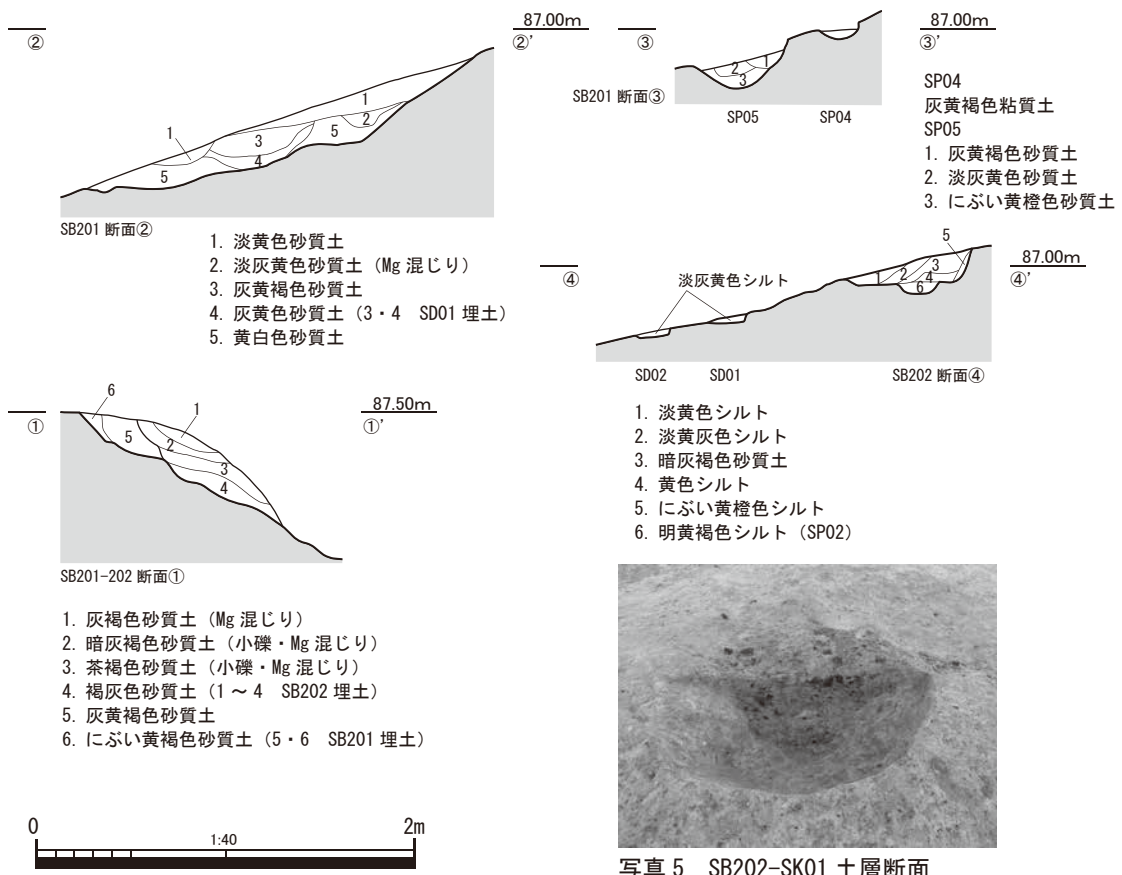 87.00m
② ②'
1
1
2
3
5
4
5
SB201 断面②
1. 淡黄色砂質土
2. 淡灰黄色砂質土（Mg 混じり）
3. 灰黄褐色砂質土
4. 灰黄色砂質土（3・4　SD01 埋土）
5. 黄白色砂質土
87.00m
③ ③'
1
2
3
SB201 断面③
SP05 SP04
SP04
灰黄褐色粘質土
SP05
1. 灰黄褐色砂質土
2. 淡灰黄色砂質土
3. にぶい黄橙色砂質土
87.00m
④ ④'
淡灰黄色シルト
5
1 2 3
4
6
SD02 SD01 SB202 断面④
1. 淡黄色シルト
2. 淡黄灰色シルト
3. 暗灰褐色砂質土
4. 黄色シルト
5. にぶい黄橙色シルト
6. 明黄褐色シルト（SP02）
87.50m
① ①'
6
1
5 2
3
4
SB201-202 断面①
1. 灰褐色砂質土（Mg 混じり）
2. 暗灰褐色砂質土（小礫・Mg 混じり）
3. 茶褐色砂質土（小礫・Mg 混じり）
4. 褐灰色砂質土（1 ～ 4　SB202 埋土）
5. 灰黄褐色砂質土
6. にぶい黄褐色砂質土（5・6　SB201 埋土）
0 1:40 2m
写真 5　SB202-SK01 土層断面